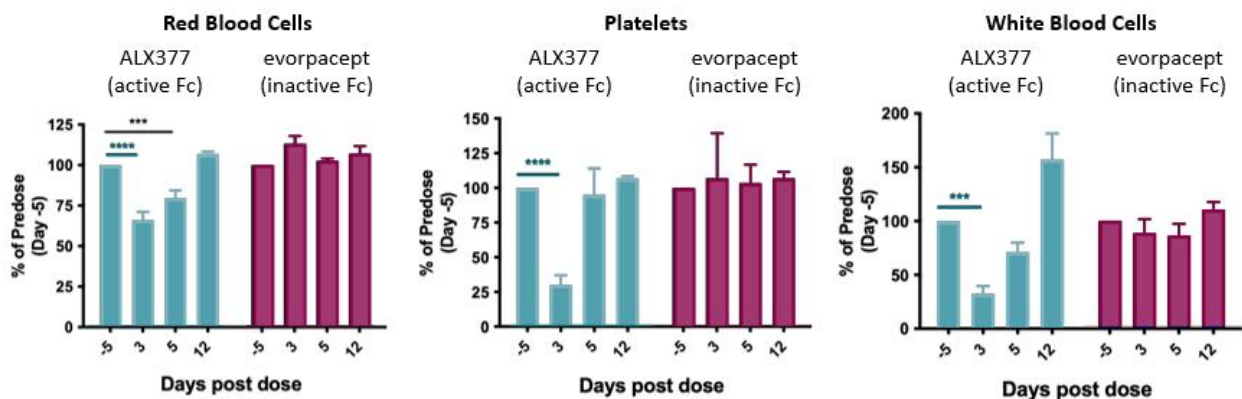 Red Blood Cells
ALX377
(active Fc)
evorpacept
(inactive Fc)
% of Predose
(Day -5)
125
100
75
50
25
0
***
****
-5 3 5 12 -5 3 5 12
Days post dose
Platelets
ALX377
(active Fc)
evorpacept
(inactive Fc)
% of Predose
(Day -5)
150
125
100
75
50
25
0
****
-5 3 5 12 -5 3 5 12
Days post dose
White Blood Cells
ALX377
(active Fc)
evorpacept
(inactive Fc)
% of Predose
(Day -5)
200
150
100
50
0
***
-5 3 5 12 -5 3 5 12
Days post dose